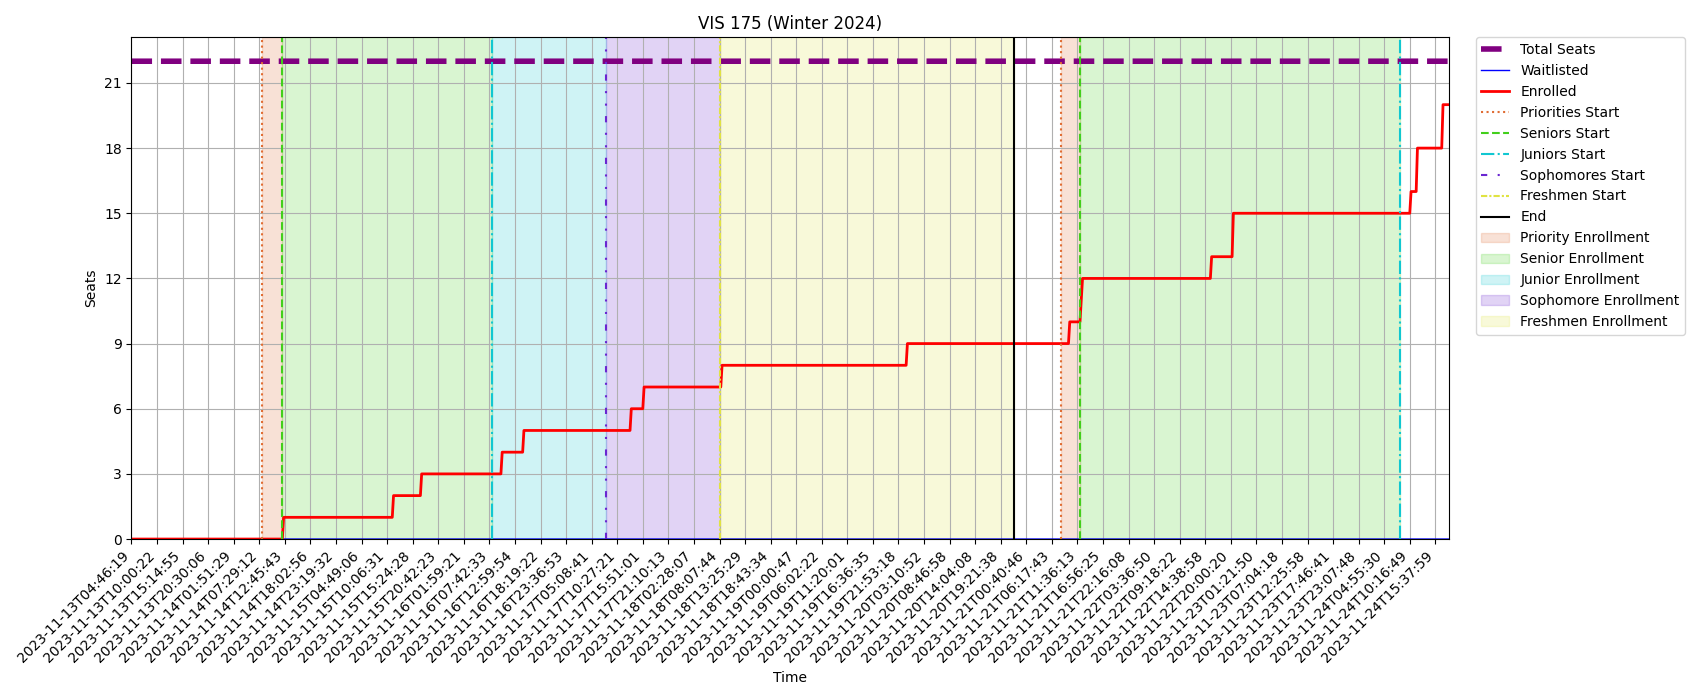 VIS 175 (Winter 2024)
Seats
21
18
15
12
9
6
3
0
2023-11-13T04:46:19
2023-11-13T10:00:22
2023-11-13T15:14:55
2023-11-13T20:30:06
2023-11-14T01:51:29
2023-11-14T07:29:12
2023-11-14T12:45:43
2023-11-14T18:02:56
2023-11-14T23:19:32
2023-11-15T04:49:06
2023-11-15T10:06:31
2023-11-15T15:24:28
2023-11-15T20:42:23
2023-11-16T01:59:21
2023-11-16T07:42:33
2023-11-16T12:59:54
2023-11-16T18:19:22
2023-11-16T23:36:53
2023-11-17T05:08:41
2023-11-17T10:27:21
2023-11-17T15:51:01
2023-11-17T21:10:13
2023-11-18T02:28:07
2023-11-18T08:07:44
2023-11-18T13:25:29
2023-11-18T18:43:34
2023-11-19T00:00:47
2023-11-19T06:02:22
2023-11-19T11:20:01
2023-11-19T16:36:35
2023-11-19T21:53:18
2023-11-20T03:10:52
2023-11-20T08:46:58
2023-11-20T14:04:08
2023-11-20T19:21:38
2023-11-21T00:40:46
2023-11-21T06:17:43
2023-11-21T11:36:13
2023-11-21T16:56:25
2023-11-21T22:16:08
2023-11-22T03:36:50
2023-11-22T09:18:22
2023-11-22T14:38:58
2023-11-22T20:00:20
2023-11-23T01:21:50
2023-11-23T07:04:18
2023-11-23T12:25:58
2023-11-23T17:46:41
2023-11-23T23:07:48
2023-11-24T04:55:30
2023-11-24T10:16:49
2023-11-24T15:37:59
Time
Total Seats
Waitlisted
Enrolled
Priorities Start
Seniors Start
Juniors Start
Sophomores Start
Freshmen Start
End
Priority Enrollment
Senior Enrollment
Junior Enrollment
Sophomore Enrollment
Freshmen Enrollment